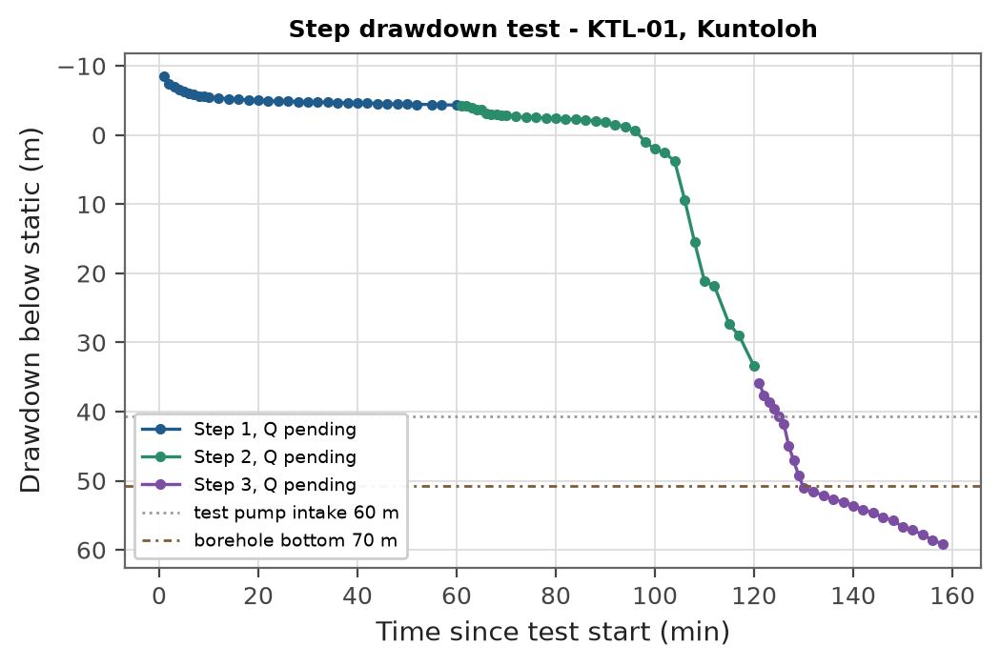 Step drawdown test - KTL-01, Kuntoloh
Drawdown below static (m)
−10
0
10
20
30
40
50
60
Step 1, Q pending
Step 2, Q pending
Step 3, Q pending
test pump intake 60 m
borehole bottom 70 m
0 20 40 60 80 100 120 140 160
Time since test start (min)